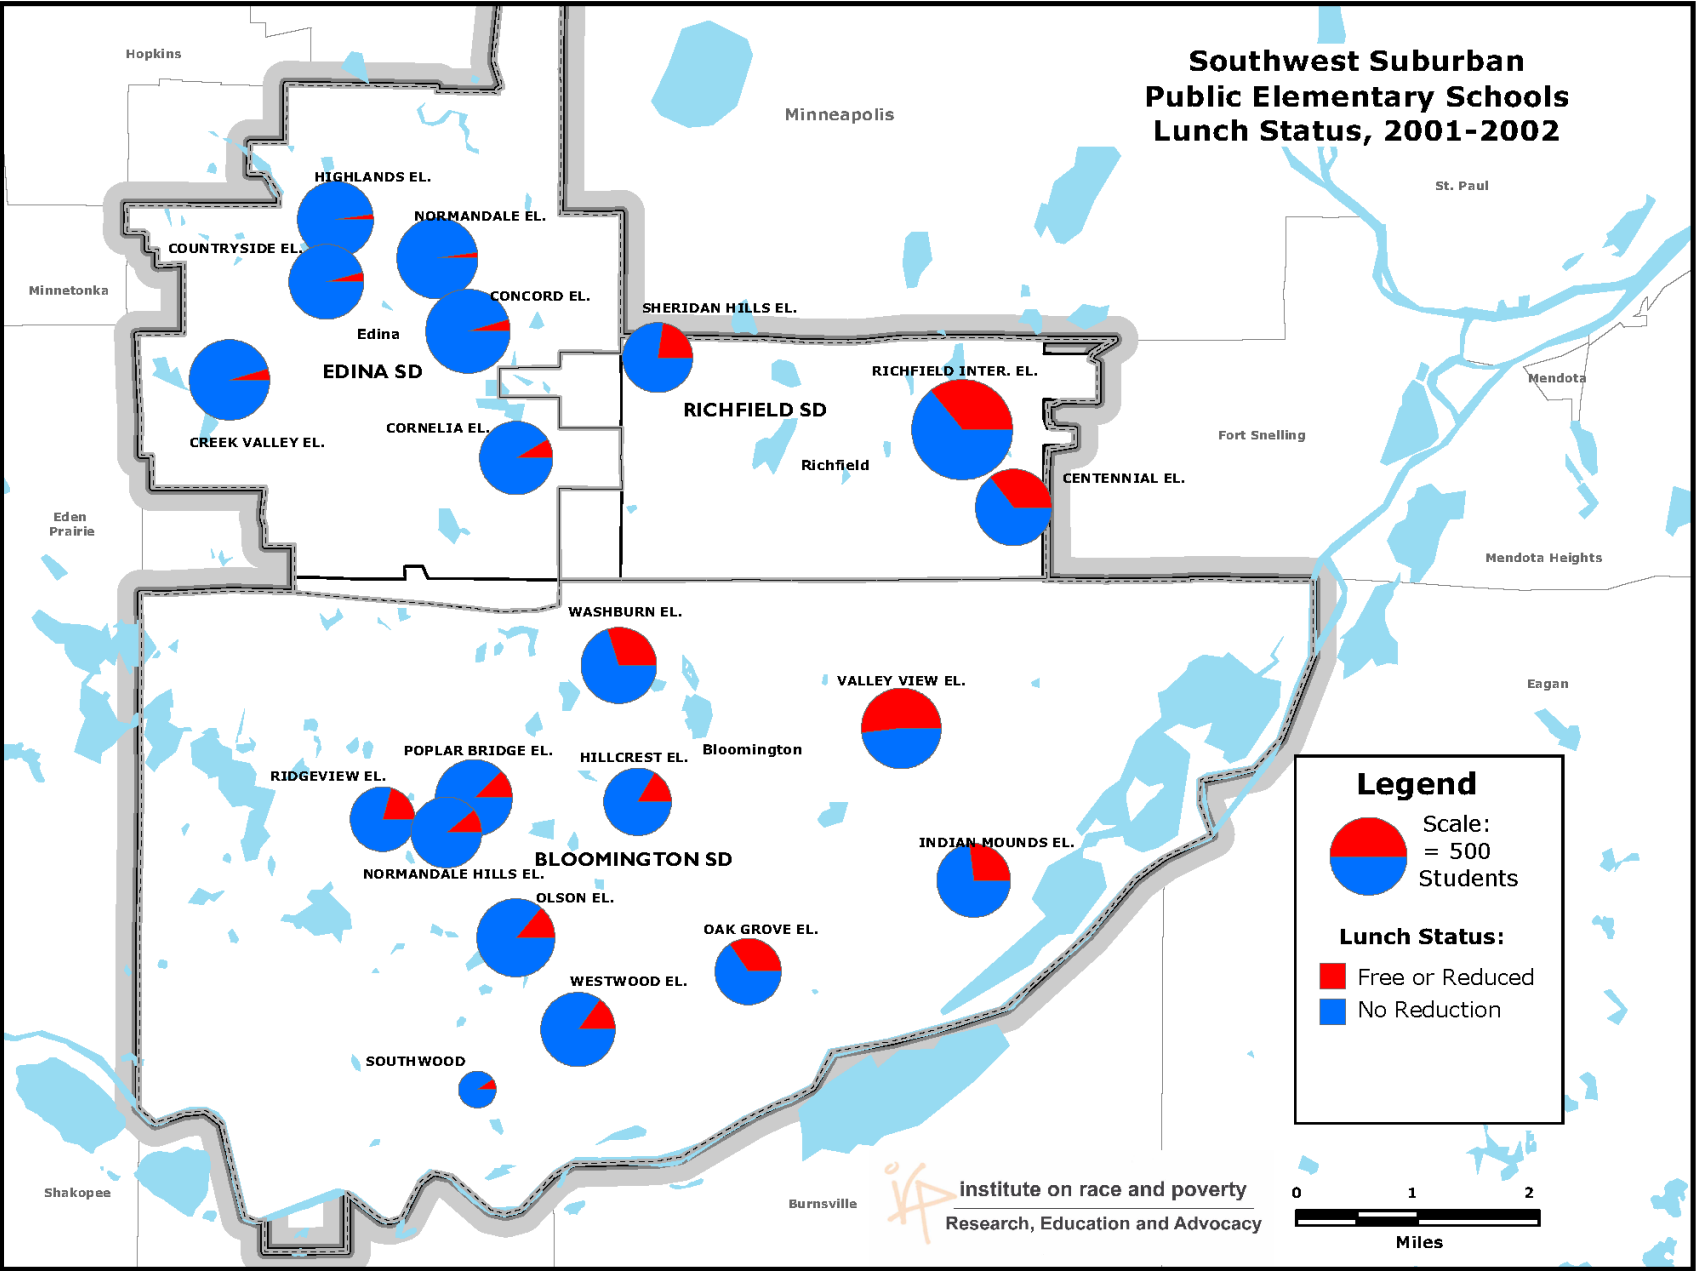 Southwest Suburban
Public Elementary Schools
Lunch Status, 2001-2002
Hopkins
Minneapolis
St. Paul
HIGHLANDS EL.
NORMANDALE EL.
COUNTRYSIDE EL.
Minnetonka
CONCORD EL.
SHERIDAN HILLS EL.
Edina
EDINA SD
RICHFIELD INTER. EL.
Mendota
RICHFIELD SD
CORNELIA EL.
CREEK VALLEY EL.
Fort Snelling
Richfield
CENTENNIAL EL.
Eden
Prairie
Mendota Heights
WASHBURN EL.
VALLEY VIEW EL.
Eagan
POPLAR BRIDGE EL.
Bloomington
HILLCREST EL.
RIDGEVIEW EL.
INDIAN MOUNDS EL.
BLOOMINGTON SD
NORMANDALE HILLS EL.
OLSON EL.
OAK GROVE EL.
WESTWOOD EL.
SOUTHWOOD
Legend
Scale:
= 500
Students
Lunch Status:
Free or Reduced
No Reduction
Shakopee
Burnsville
irp
institute on race and poverty
Research, Education and Advocacy
0 1 2
Miles